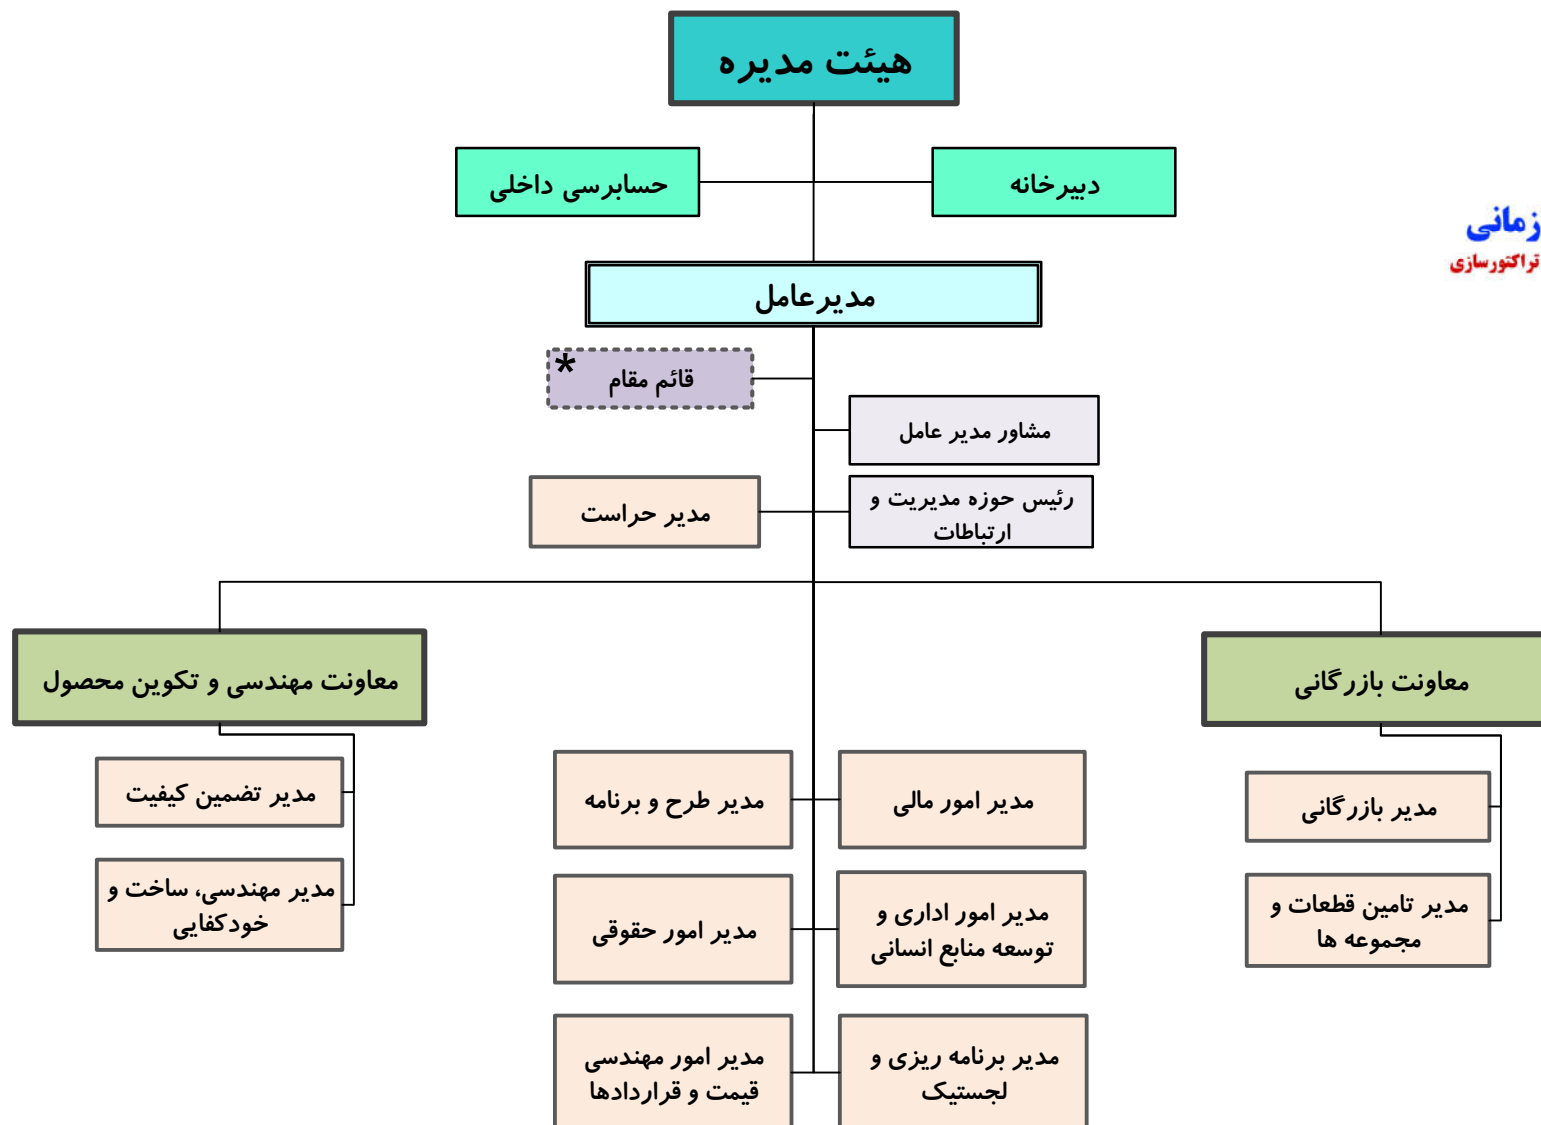 هیئت مدیره
دبیرخانه
حسابرسی داخلی
زمانی
تراکتورسازی
مدیرعامل
*
قائم مقام
مشاور مدیر عامل
رئیس حوزه مدیریت و
ارتباطات
مدیر حراست
معاونت بازرگانی
معاونت مهندسی و تکوین محصول
مدیر بازرگانی
مدیر تامین قطعات و
مجموعه ها
مدیر امور مالی
مدیر طرح و برنامه
مدیر امور اداری و
توسعه منابع انسانی
مدیر امور حقوقی
مدیر برنامه ریزی و
لجستیک
مدیر امور مهندسی
قیمت و قراردادها
مدیر تضمین کیفیت
مدیر مهندسی، ساخت و
خودکفایی